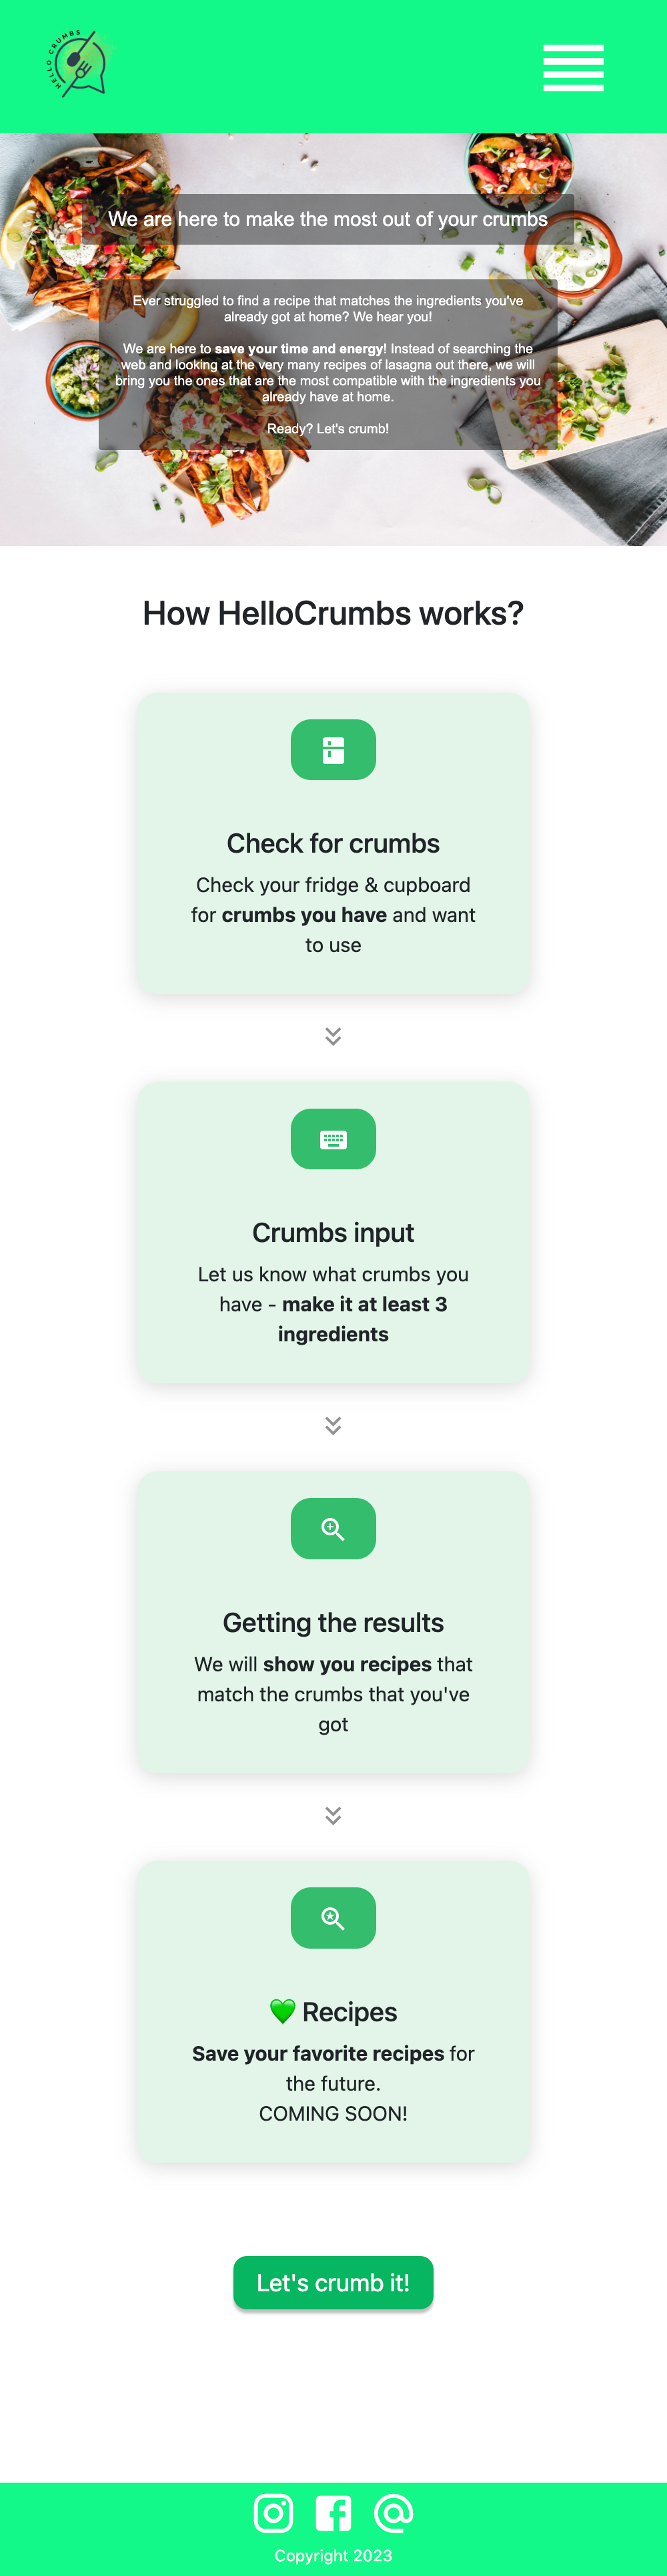 HELLO CRUMBS
We are here to make the most out of your crumbs
Ever struggled to find a recipe that matches the ingredients you've
already got at home? We hear you!
We are here to save your time and energy! Instead of searching the
web and looking at the very many recipes of lasagna out there, we will
bring you the ones that are the most compatible with the ingredients you
already have at home.
Ready? Let's crumb!
How HelloCrumbs works?
Check for crumbs
Check your fridge & cupboard
for crumbs you have and want
to use
Crumbs input
Let us know what crumbs you
have - make it at least 3
ingredients
Getting the results
We will show you recipes that
match the crumbs that you've
got
💚 Recipes
Save your favorite recipes for
the future.
COMING SOON!
Let's crumb it!
Copyright 2023